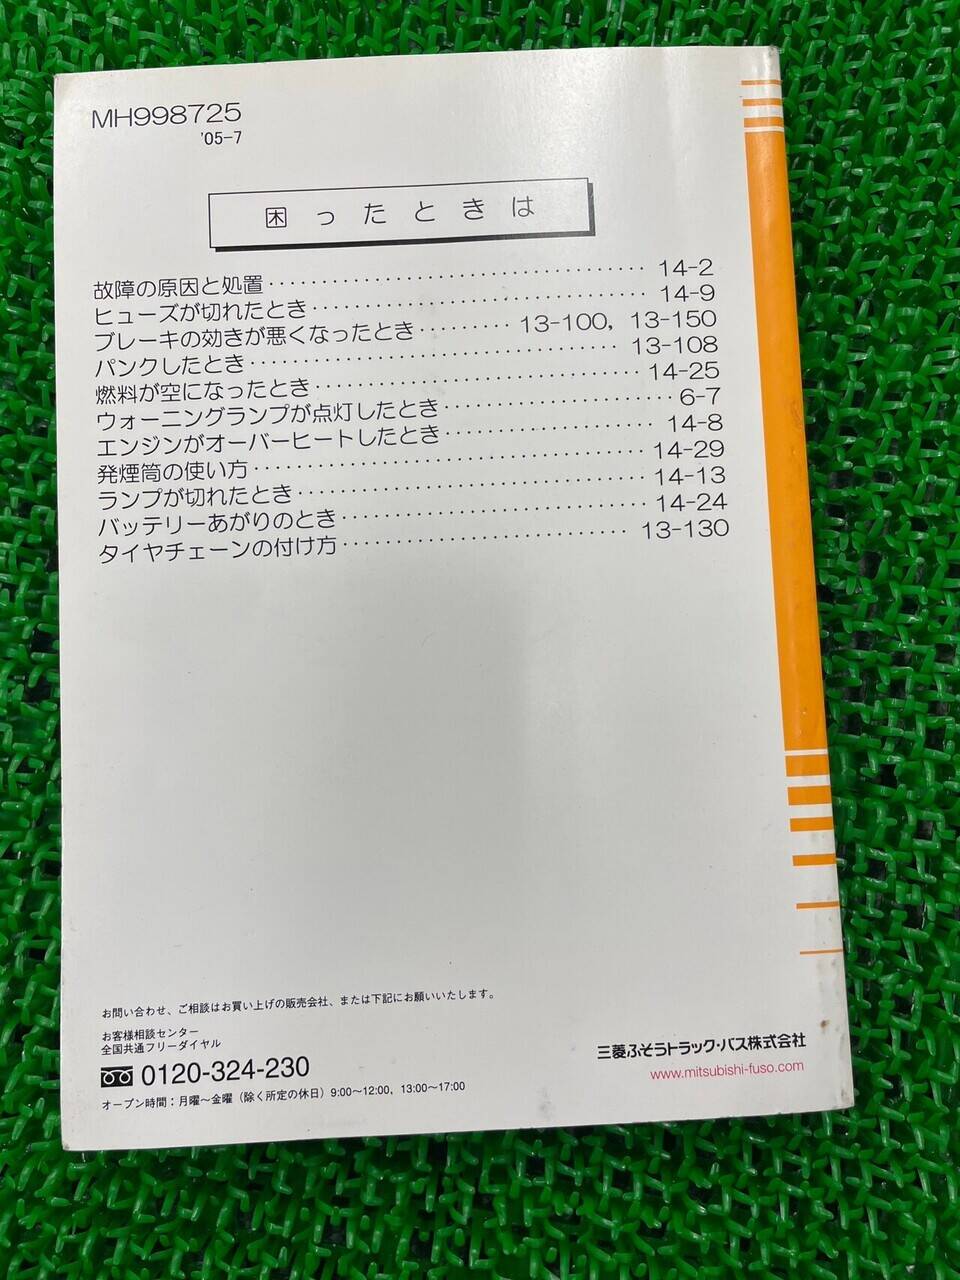 MH998725
'05-7
困ったときは
故障の原因と処置 14-2
ヒューズが切れたとき 14-9
ブレーキの効きが悪くなったとき 13-100, 13-150
パンクしたとき 13-108
燃料が空になったとき 14-25
ウォーニングランプが点灯したとき 6-7
エンジンがオーバーヒートしたとき 14-8
発煙筒の使い方 14-29
ランプが切れたとき 14-13
バッテリーあがりのとき 14-24
タイヤチェーンの付け方 13-130
お問い合わせ、ご相談はお買い上げの販売会社、または下記にお願いいたします。
お客様相談センター
全国共通フリーダイヤル
0120-324-230
オープン時間：月曜〜金曜（除く所定の休日）9:00〜12:00, 13:00〜17:00
三菱ふそうトラック・バス株式会社
www.mitsubishi-fuso.com